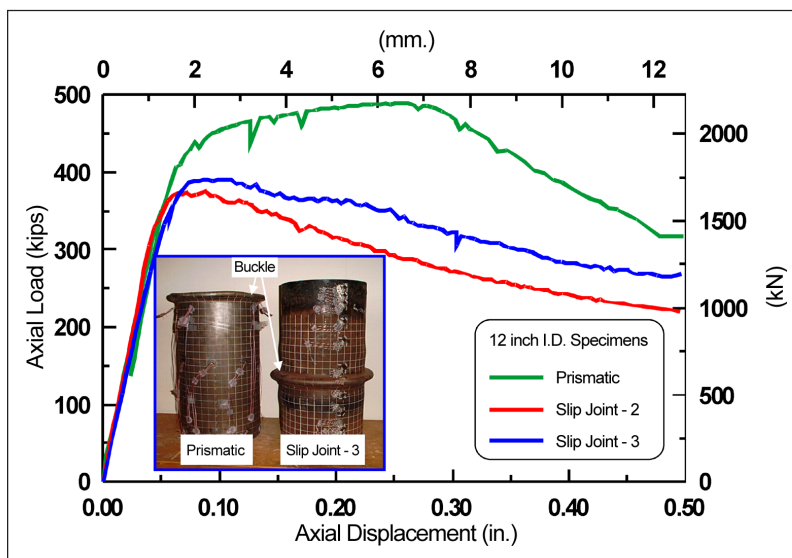 (mm.)
0 2 4 6 8 10 12
500
400
300
200
100
0
Axial Load (kips)
2000
1500
1000
500
0
(kN)
Buckle
Prismatic
Slip Joint - 3
12 inch I.D. Specimens
Prismatic
Slip Joint - 2
Slip Joint - 3
0.00 0.10 0.20 0.30 0.40 0.50
Axial Displacement (in.)